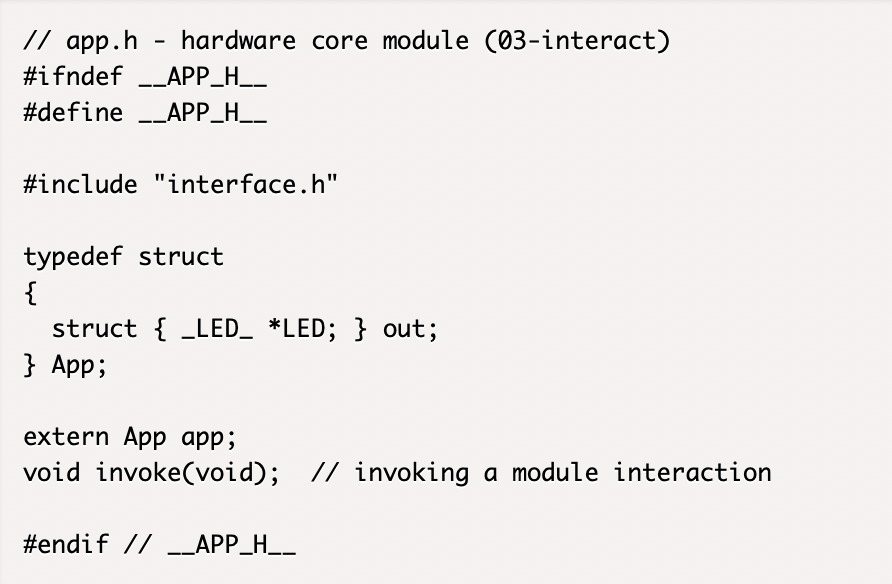 // app.h - hardware core module (03-interact)
#ifndef __APP_H__
#define __APP_H__
#include "interface.h"
typedef struct
{
  struct { _LED_ *LED; } out;
} App;
extern App app;
void invoke(void);  // invoking a module interaction
#endif // __APP_H__